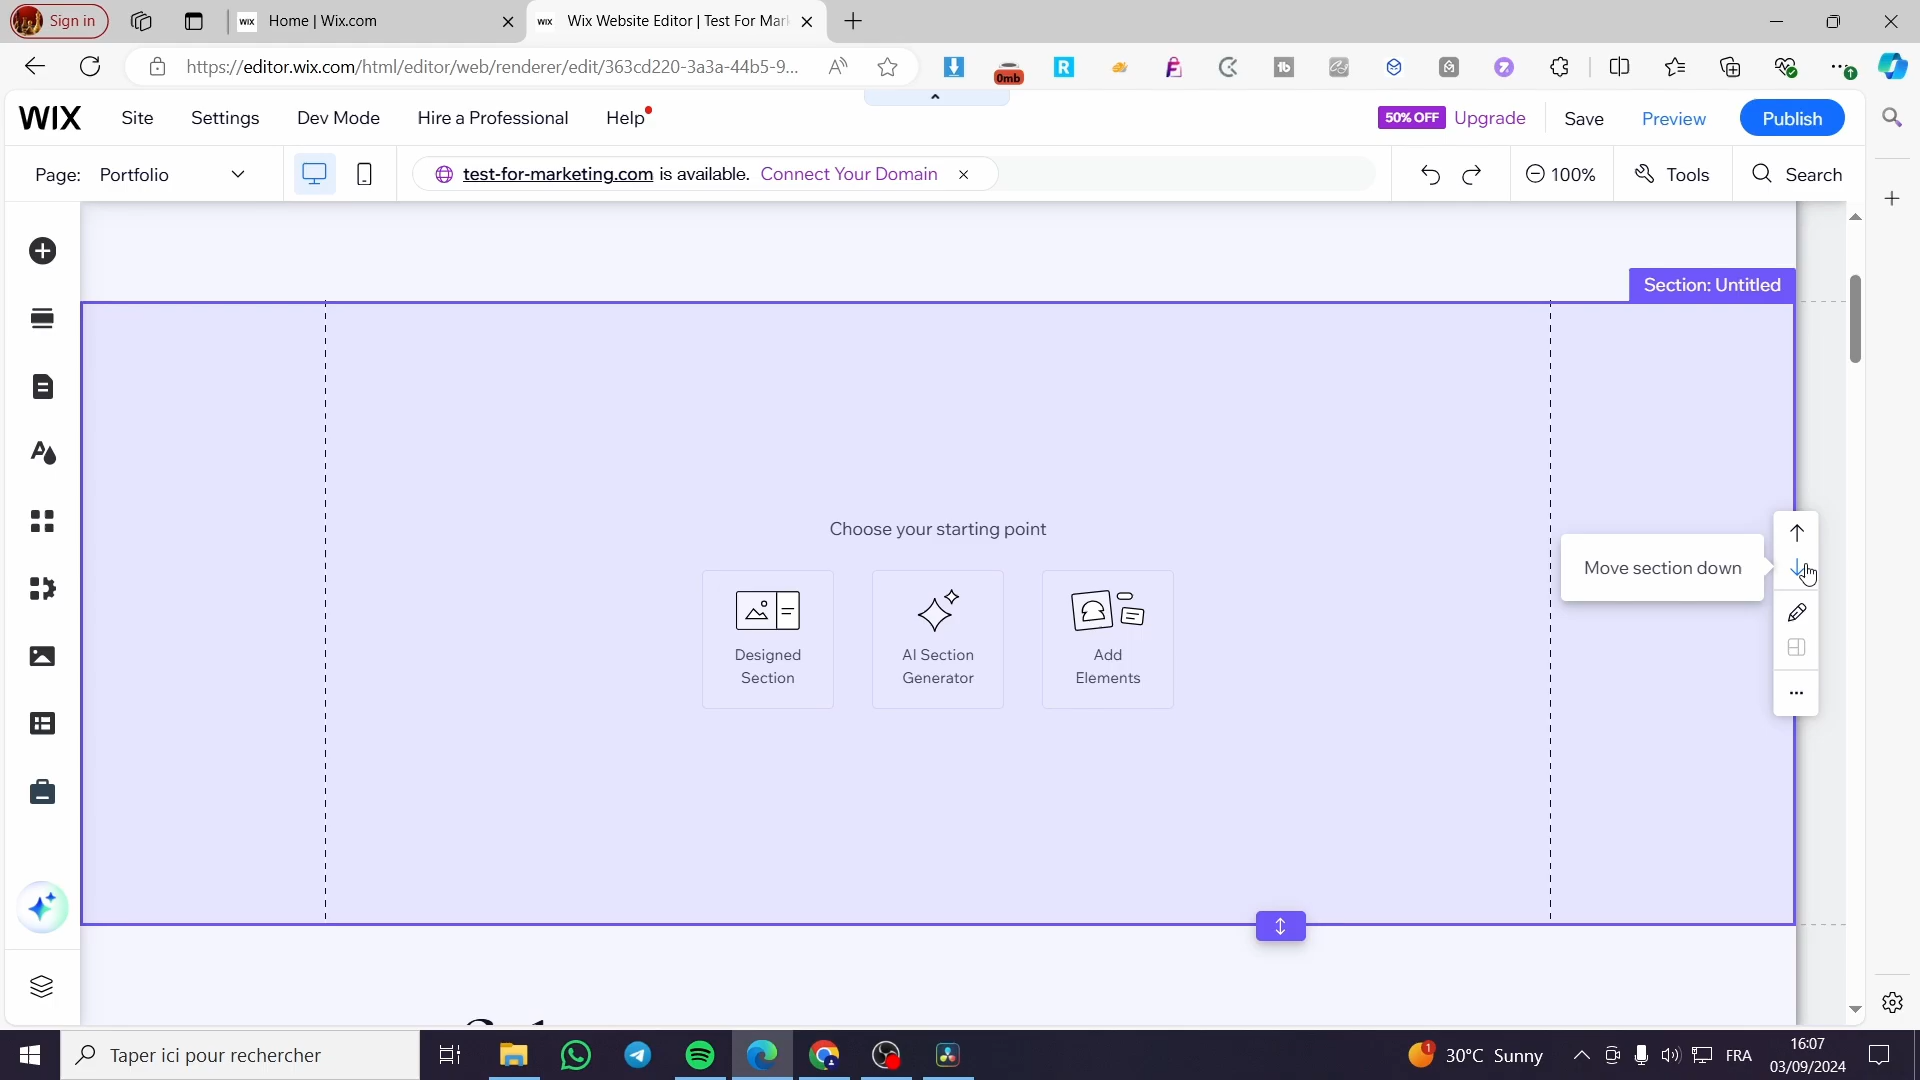 Sign in
WIX Home | Wix.com
WIX Wix Website Editor | Test For Mar
https://editor.wix.com/html/editor/web/renderer/edit/363cd220-3a3a-44b5-9...
0mb
R
tb
WIX
Site
Settings
Dev Mode
Hire a Professional
Help
50% OFF
Upgrade
Save
Preview
Publish
Page: Portfolio
test-for-marketing.com is available. Connect Your Domain
100%
Tools
Search
Section: Untitled
Choose your starting point
Move section down
Designed
Section
AI Section
Generator
Add
Elements
Taper ici pour rechercher
1
30°C Sunny
FRA
16:07
03/09/2024